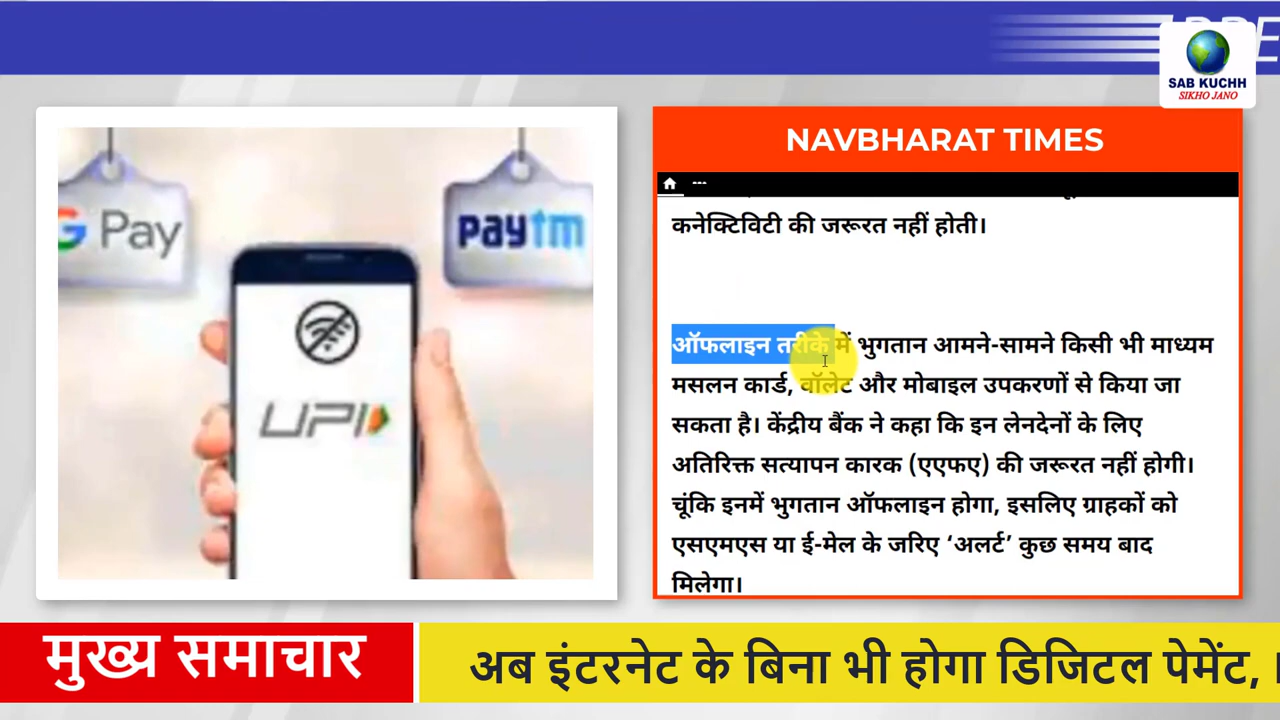 SAB KUCHH
SIKHO JANO
G Pay
paytm
UPI
NAVBHARAT TIMES
कनेक्टिविटी की जरूरत नहीं होती।
ऑफलाइन तरीके में भुगतान आमने-सामने किसी भी माध्यम
मसलन कार्ड, वॉलेट और मोबाइल उपकरणों से किया जा
सकता है। केंद्रीय बैंक ने कहा कि इन लेनदेनों के लिए
अतिरिक्त सत्यापन कारक (एएफए) की जरूरत नहीं होगी।
चूंकि इनमें भुगतान ऑफलाइन होगा, इसलिए ग्राहकों को
एसएमएस या ई-मेल के जरिए ‘अलर्ट’ कुछ समय बाद
मिलेगा।
मुख्य समाचार
अब इंटरनेट के बिना भी होगा डिजिटल पेमेंट,